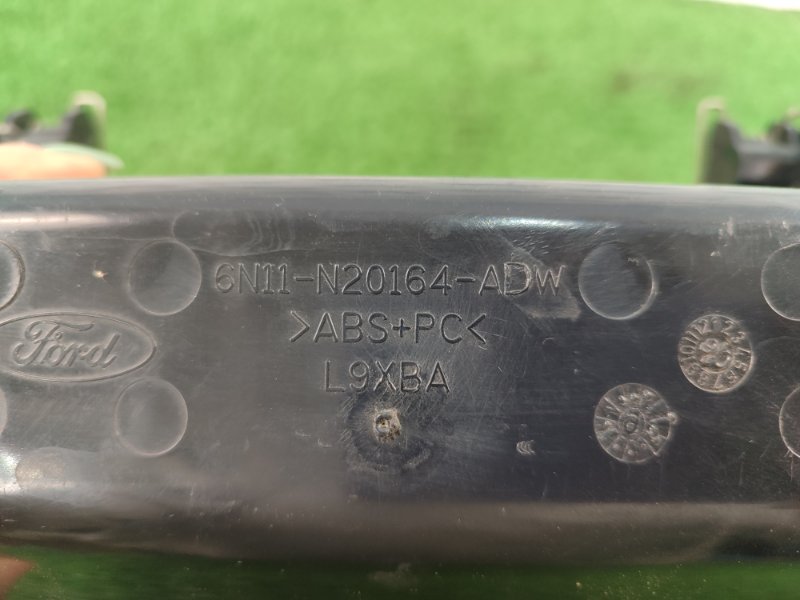 6N11-N20164-ADW
>ABS+PC<
Ford
L9XBA